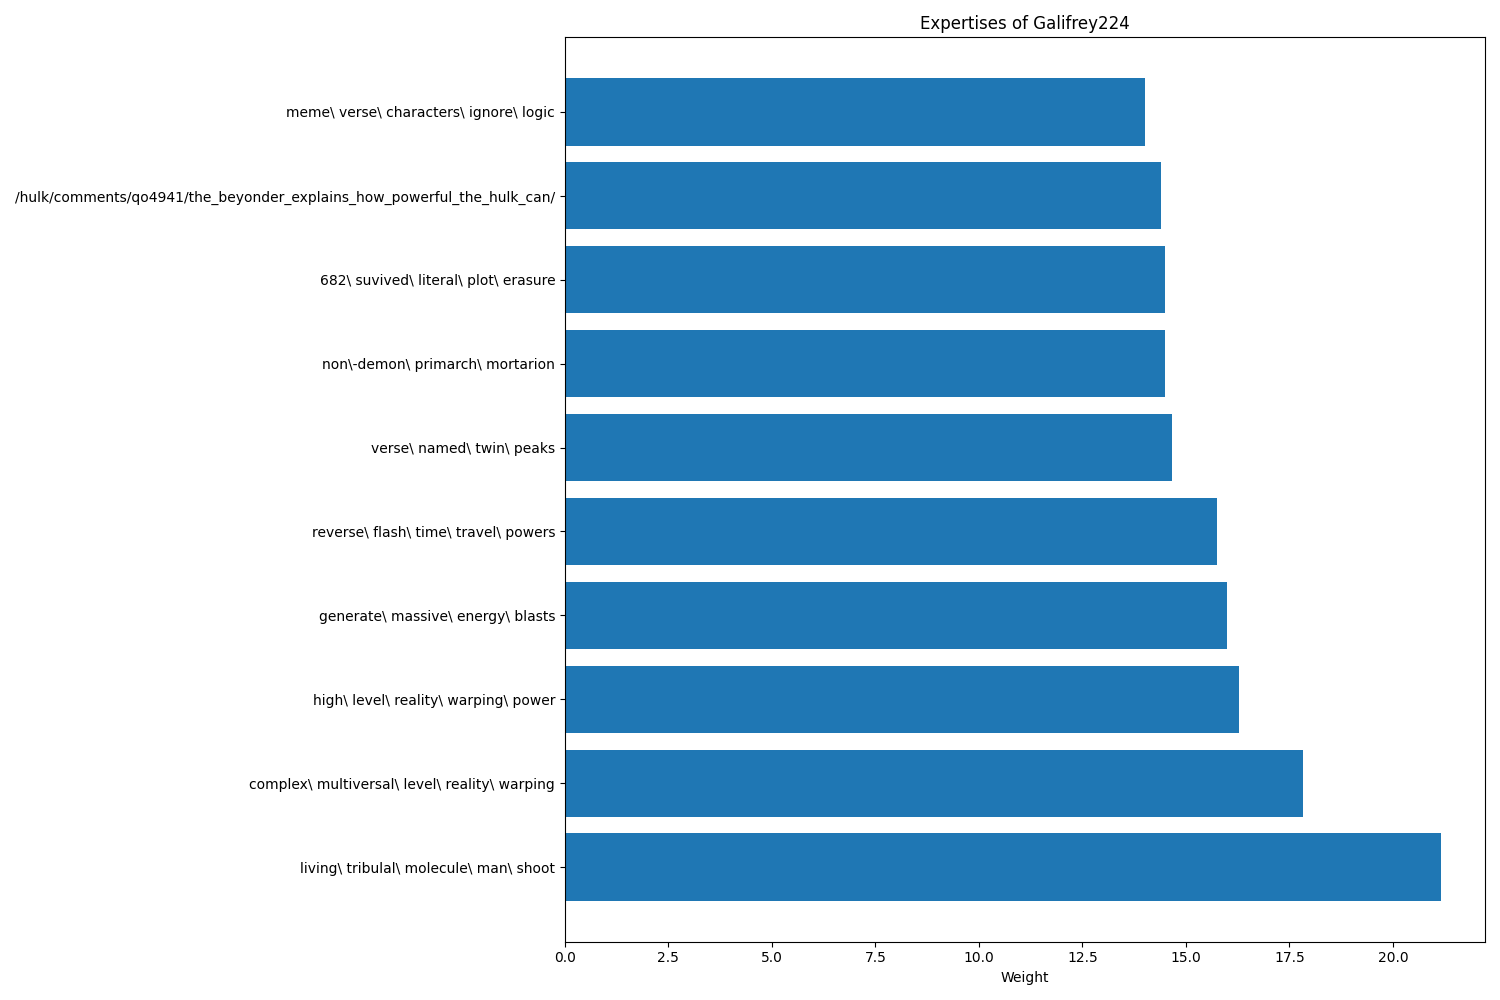 Expertises of Galifrey224
meme\ verse\ characters\ ignore\ logic
/hulk/comments/qo4941/the_beyonder_explains_how_powerful_the_hulk_can/
682\ suvived\ literal\ plot\ erasure
non\-demon\ primarch\ mortarion
verse\ named\ twin\ peaks
reverse\ flash\ time\ travel\ powers
generate\ massive\ energy\ blasts
high\ level\ reality\ warping\ power
complex\ multiversal\ level\ reality\ warping
living\ tribulal\ molecule\ man\ shoot
0.0 2.5 5.0 7.5 10.0 12.5 15.0 17.5 20.0
Weight